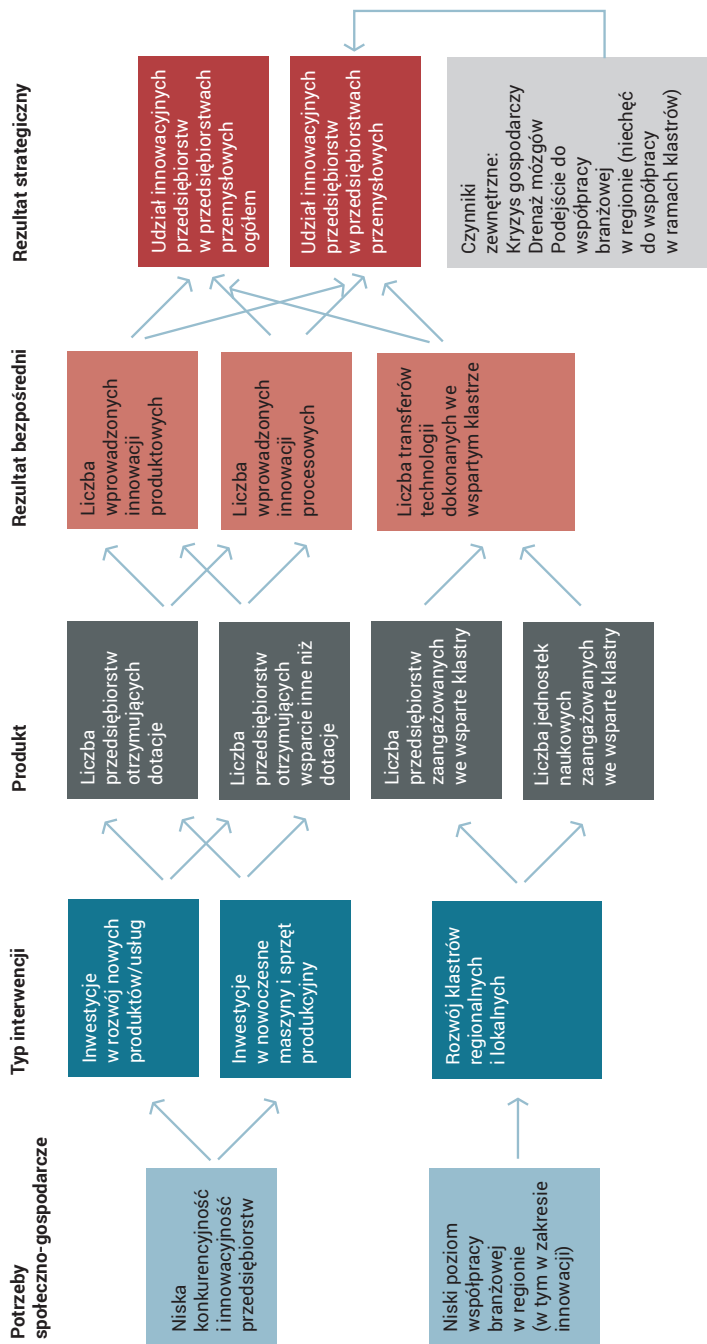 Potrzeby
społeczno-gospodarcze
Typ interwencji
Produkt
Rezultat bezpośredni
Rezultat strategiczny
Niska
konkurencyjność
i innowacyjność
przedsiębiorstw
Niski poziom
współpracy
branżowej
w regionie
(w tym w zakresie
innowacji)
Inwestycje
w rozwój nowych
produktów/usług
Inwestycje
w nowoczesne
maszyny i sprzęt
produkcyjny
Rozwój klastrów
regionalnych
i lokalnych
Liczba
przedsiębiorstw
otrzymujących
dotacje
Liczba
przedsiębiorstw
otrzymujących
wsparcie inne niż
dotacje
Liczba
przedsiębiorstw
zaangażowanych
we wsparte klastry
Liczba jednostek
naukowych
zaangażowanych
we wsparte klastry
Liczba
wprowadzonych
innowacji
produktowych
Liczba
wprowadzonych
innowacji
procesowych
Liczba transferów
technologii
dokonanych we
wspartym klastrze
Udział innowacyjnych
przedsiębiorstw
w przedsiębiorstwach
przemysłowych
ogółem
Udział innowacyjnych
przedsiębiorstw
w przedsiębiorstwach
przemysłowych
Czynniki
zewnętrzne:
Kryzys gospodarczy
Drenaż mózgów
Podejście do
współpracy
branżowej
w regionie (niechęć
do współpracy
w ramach klastrów)